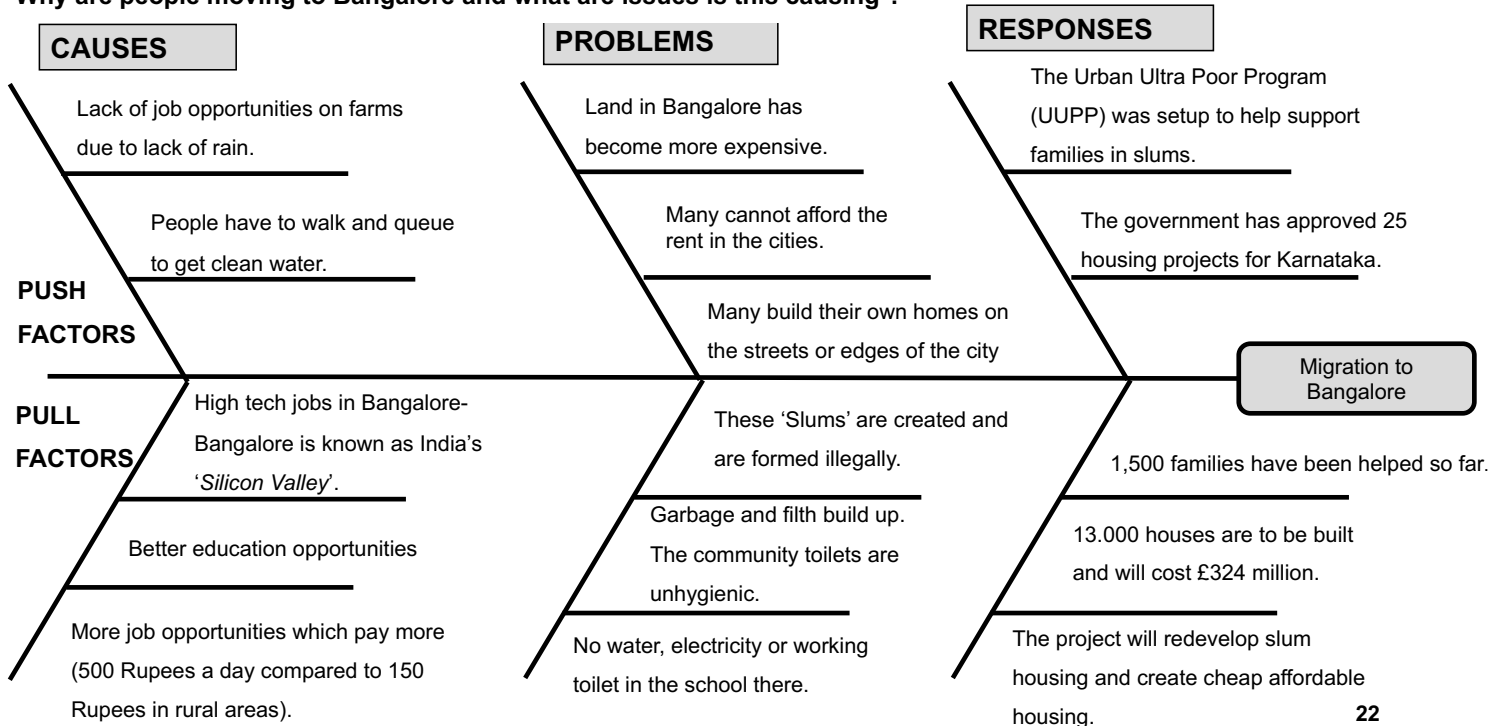 Why are people moving to Bangalore and what are issues is this causing ?
CAUSES
Lack of job opportunities on farms
due to lack of rain.
People have to walk and queue
to get clean water.
PUSH
FACTORS
PULL
FACTORS
High tech jobs in Bangalore-
Bangalore is known as India’s
‘Silicon Valley’.
Better education opportunities
More job opportunities which pay more
(500 Rupees a day compared to 150
Rupees in rural areas).
PROBLEMS
Land in Bangalore has
become more expensive.
Many cannot afford the
rent in the cities.
Many build their own homes on
the streets or edges of the city
These ‘Slums’ are created and
are formed illegally.
Garbage and filth build up.
The community toilets are
unhygienic.
No water, electricity or working
toilet in the school there.
RESPONSES
The Urban Ultra Poor Program
(UUPP) was setup to help support
families in slums.
The government has approved 25
housing projects for Karnataka.
Migration to
Bangalore
1,500 families have been helped so far.
13.000 houses are to be built
and will cost £324 million.
The project will redevelop slum
housing and create cheap affordable
housing.
22